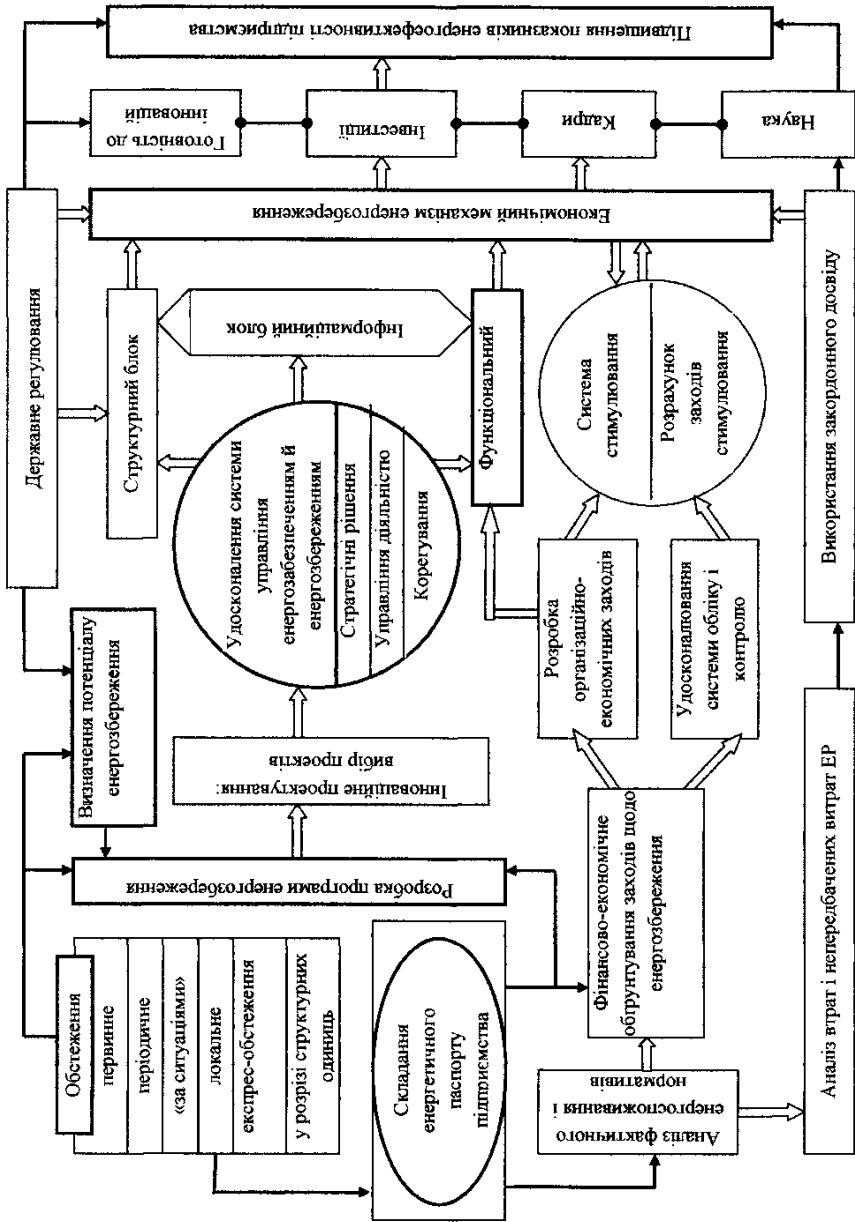 Обстеження
первинне
періодичне
«за ситуаціями»
локальне
експрес-обстеження
у розрізі структурних
одиниць
Складання
енергетичного
паспорту
підприємства
Аналіз фактичного
енергоспоживання і
нормативів
Розробка програми енергозбереження
Визначення потенціалу
енергозбереження
Інноваційне проектування:
вибір проектів
Фінансово-економічне
обґрунтування заходів щодо
енергозбереження
Аналіз втрат і непередбачених витрат ЕР
Державне регулювання
Удосконалення системи
управління
енергозабезпеченням й
енергозбереженням
Стратегічні рішення
Управління діяльністю
Корегування
Розробка
організаційно-
економічних заходів
Удосконалювання
системи обліку і
контролю
Структурний блок
Інформаційний блок
Функціональний
Система
стимулювання
Розрахунок
заходів
стимулювання
Використання закордонного досвіду
Економічний механізм енергозбереження
Готовність до
інновацій
Інвестиції
Кадри
Наука
Підвищення показників енергоефективності підприємства